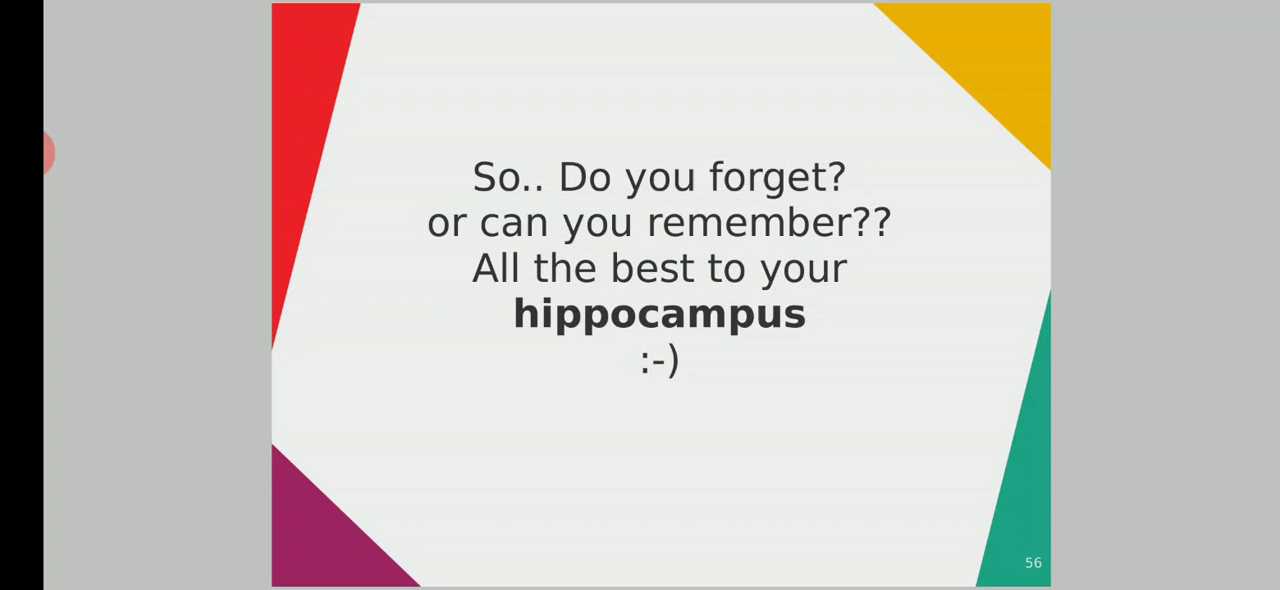 So.. Do you forget?
or can you remember??
All the best to your
hippocampus
:-)
56